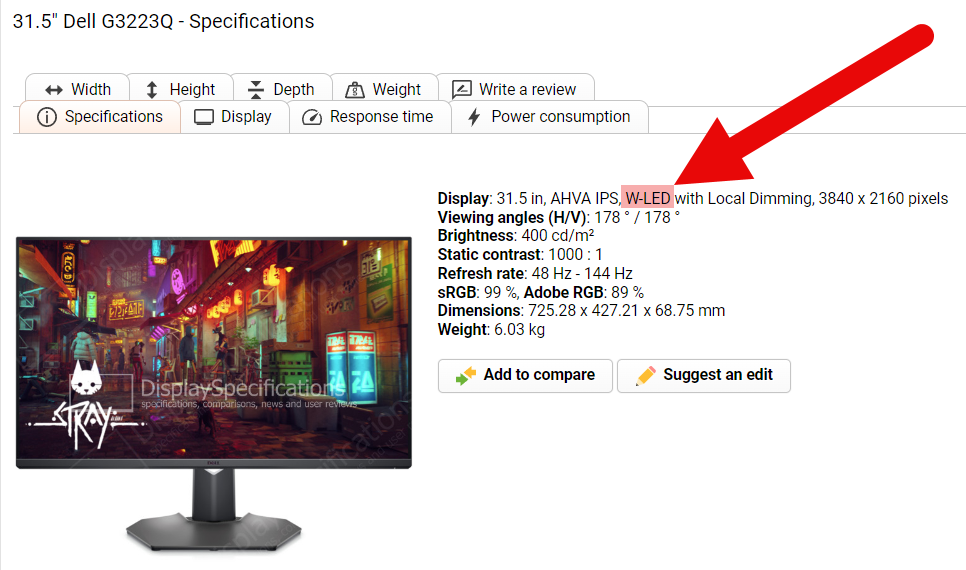 31.5" Dell G3223Q - Specifications
Width Height Depth Weight Write a review
Specifications Display Response time Power consumption
Display: 31.5 in, AHVA IPS, W-LED with Local Dimming, 3840 x 2160 pixels
Viewing angles (H/V): 178 ° / 178 °
Brightness: 400 cd/m²
Static contrast: 1000 : 1
Refresh rate: 48 Hz - 144 Hz
sRGB: 99 %, Adobe RGB: 89 %
Dimensions: 725.28 x 427.21 x 68.75 mm
Weight: 6.03 kg
Add to compare Suggest an edit
DisplaySpecifications
specifications, comparisons, news and user reviews
STRAY
DELL